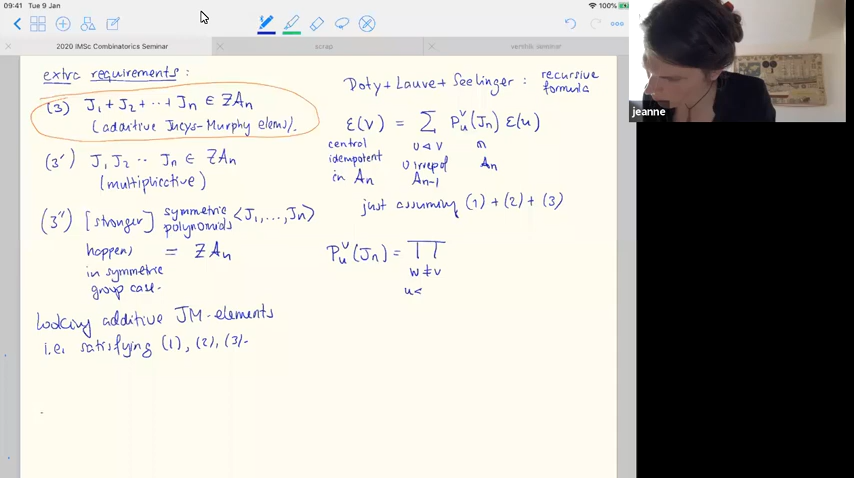 09:41 Tue 9 Jan
100%
2020 IMSc Combinatorics Seminar
scrap
jeanne
extra requirements :
(3) J₁ + J₂ + ... + Jₙ ∈ ZAₙ
(additive Jucys-Murphy elems).
(3') J₁ J₂ ... Jₙ ∈ ZAₙ
(multiplicative)
(3'') [stronger] symmetric polynomials <J₁,...,Jₙ>
happens = ZAₙ
in symmetric
group case.
Looking additive JM-elements
i.e. satisfying (1), (2), (3).
Doty + Lauve + Seelinger : recursive
formula
ε(v) = Σ Pᵤᵛ(Jₙ) ε(u)
central
idempotent
in Aₙ
u ◁ v
u irrep of
Aₙ₋₁
∩
Aₙ
just assuming (1) + (2) + (3)
Pᵤᵛ(Jₙ) = ∏
w ≠ v
u <